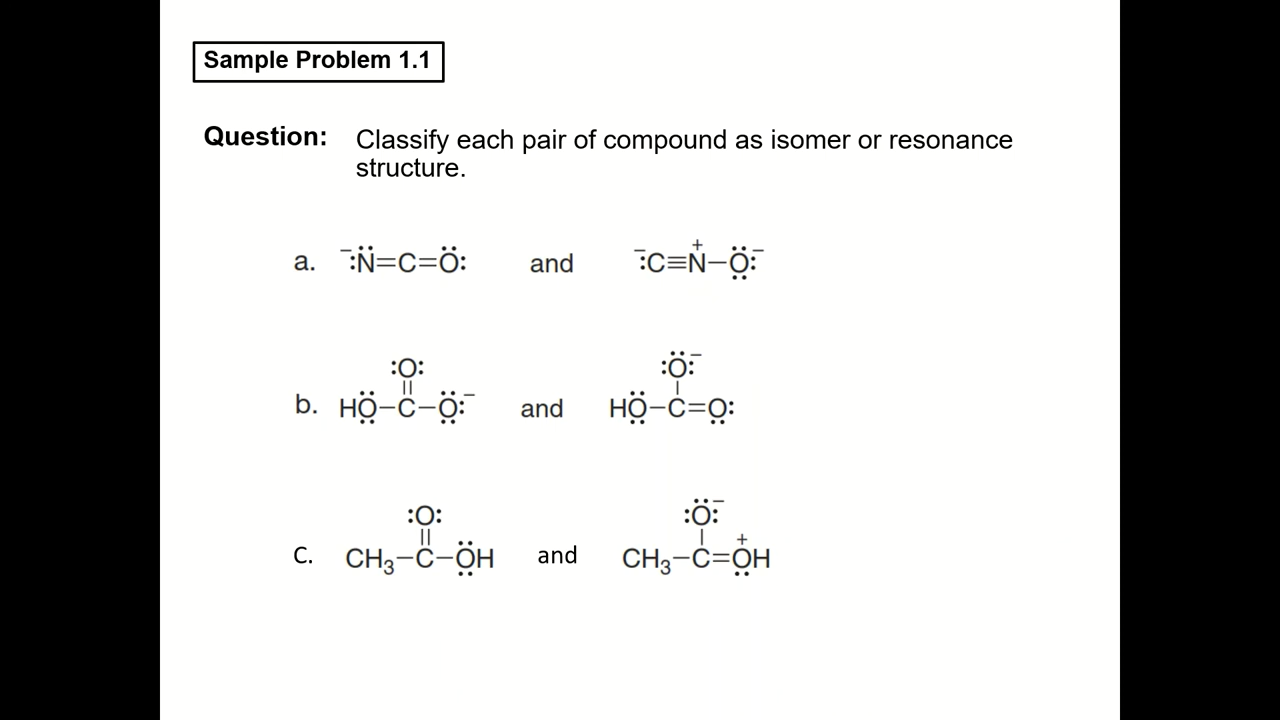 Sample Problem 1.1
Question: Classify each pair of compound as isomer or resonance
structure.
a. ⁻:N̈=C=Ö: and ⁻:C≡N⁺–Ö:⁻
:O: :Ö:⁻
b. HÖ–C–Ö:⁻ and HÖ–C=O:
:O: :Ö:⁻
C. CH₃–C–ÖH and CH₃–C=O⁺H